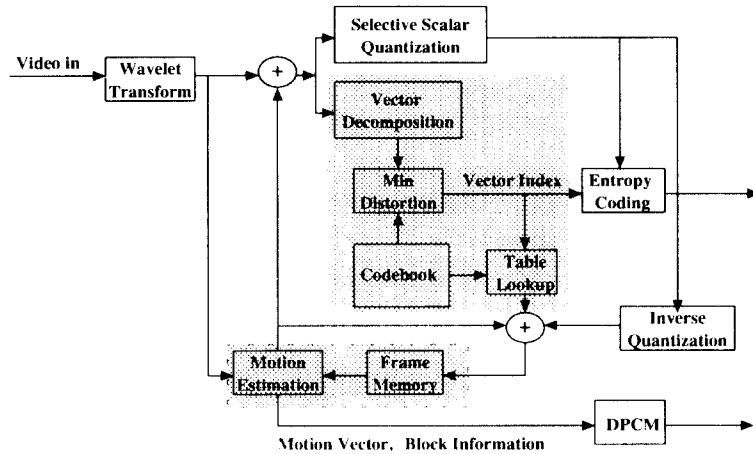 Video in
Wavelet
Transform
+
Selective Scalar
Quantization
Vector
Decomposition
Min
Distortion
Vector Index
Entropy
Coding
Codebook
Table
Lookup
+
Inverse
Quantization
Motion
Estimation
Frame
Memory
DPCM
Motion Vector, Block Information